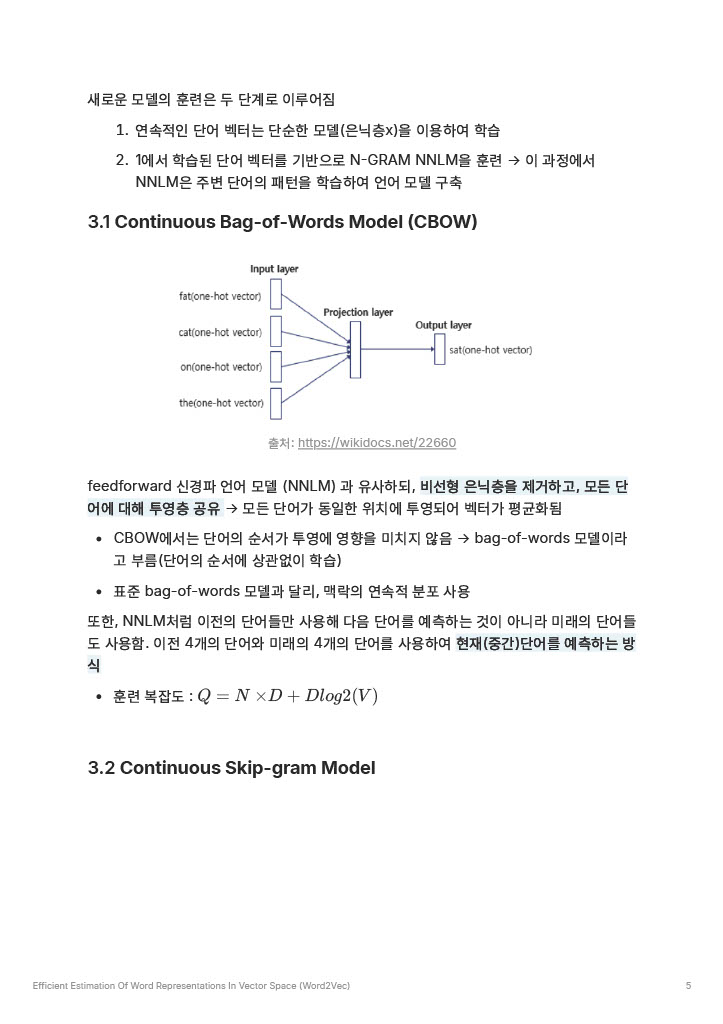 새로운 모델의 훈련은 두 단계로 이루어짐
1. 연속적인 단어 벡터는 단순한 모델(은닉층x)을 이용하여 학습
2. 1에서 학습된 단어 벡터를 기반으로 N-GRAM NNLM을 훈련 → 이 과정에서
NNLM은 주변 단어의 패턴을 학습하여 언어 모델 구축
3.1 Continuous Bag-of-Words Model (CBOW)
Input layer
fat(one-hot vector)
Projection layer
Output layer
cat(one-hot vector)
sat(one-hot vector)
on(one-hot vector)
the(one-hot vector)
출처: https://wikidocs.net/22660
feedforward 신경파 언어 모델 (NNLM) 과 유사하되, 비선형 은닉층을 제거하고, 모든 단
어에 대해 투영층 공유 → 모든 단어가 동일한 위치에 투영되어 벡터가 평균화됨
• CBOW에서는 단어의 순서가 투영에 영향을 미치지 않음 → bag-of-words 모델이라
고 부름(단어의 순서에 상관없이 학습)
• 표준 bag-of-words 모델과 달리, 맥락의 연속적 분포 사용
또한, NNLM처럼 이전의 단어들만 사용해 다음 단어를 예측하는 것이 아니라 미래의 단어들
도 사용함. 이전 4개의 단어와 미래의 4개의 단어를 사용하여 현재(중간)단어를 예측하는 방
식
• 훈련 복잡도 : Q = N ×D + Dlog2(V)
3.2 Continuous Skip-gram Model
Efficient Estimation Of Word Representations In Vector Space (Word2Vec)
5